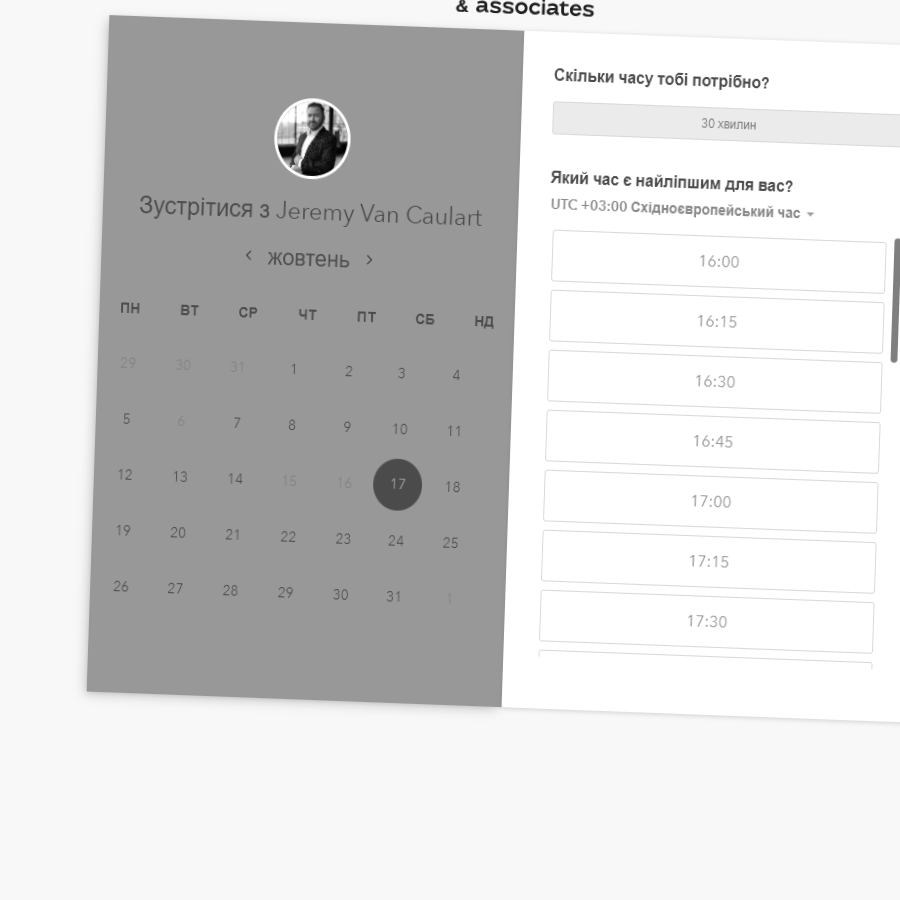 & associates
Зустрітися з Jeremy Van Caulart
жовтень
ПН ВТ СР ЧТ ПТ СБ НД
29 30 31 1 2 3 4
5 6 7 8 9 10 11
12 13 14 15 16 17 18
19 20 21 22 23 24 25
26 27 28 29 30 31 1
Скільки часу тобі потрібно?
30 хвилин
Який час є найліпшим для вас?
UTC +03:00 Східноєвропейський час
16:00
16:15
16:30
16:45
17:00
17:15
17:30